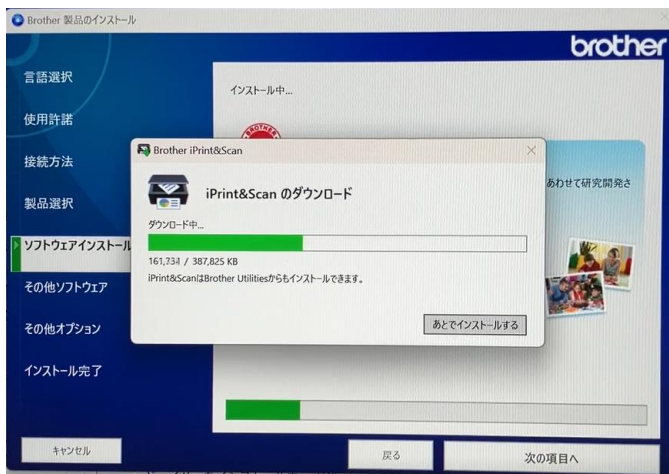 Brother 製品のインストール
brother
言語選択
使用許諾
接続方法
製品選択
ソフトウェアインストール
その他ソフトウェア
その他オプション
インストール完了
インストール中...
BROTHER
あわせて研究開発さ
Brother iPrint&Scan
iPrint&Scan のダウンロード
ダウンロード中...
161,734 / 387,825 KB
iPrint&ScanはBrother Utilitiesからもインストールできます。
あとでインストールする
キャンセル
戻る
次の項目へ